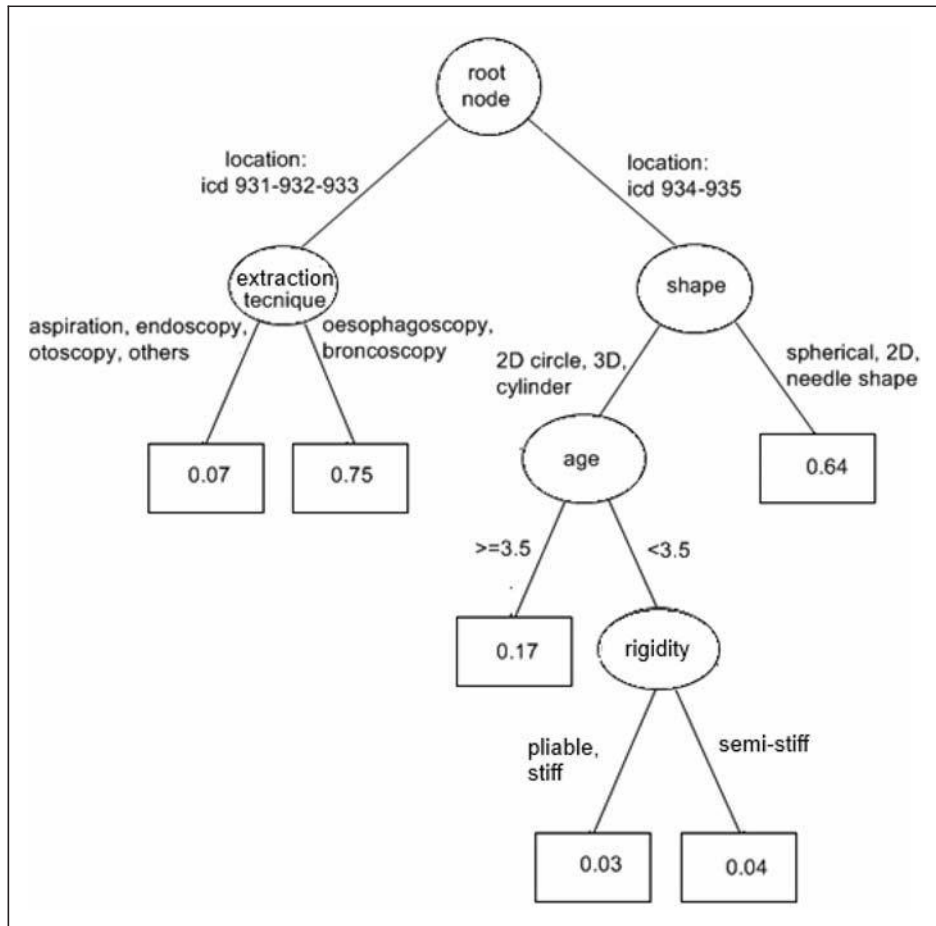 root
node
location:
icd 931-932-933
location:
icd 934-935
extraction
tecnique
shape
aspiration, endoscopy,
otoscopy, others
oesophagoscopy,
broncoscopy
2D circle, 3D,
cylinder
spherical, 2D,
needle shape
0.07
0.75
age
0.64
>=3.5
<3.5
0.17
rigidity
pliable,
stiff
semi-stiff
0.03
0.04